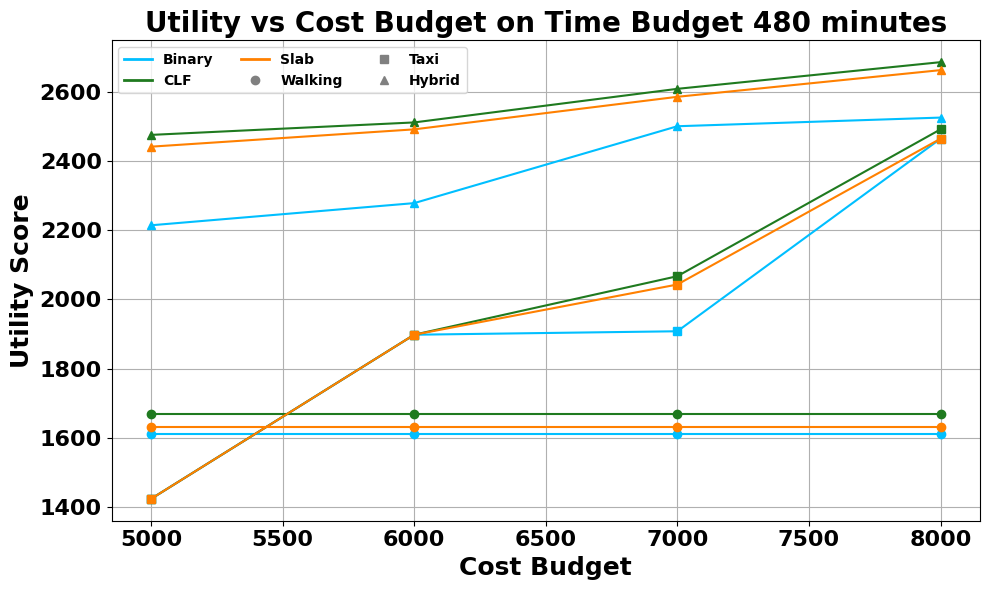 Utility vs Cost Budget on Time Budget 480 minutes
Binary Slab Taxi
CLF Walking Hybrid
Utility Score
2600
2400
2200
2000
1800
1600
1400
5000 5500 6000 6500 7000 7500 8000
Cost Budget